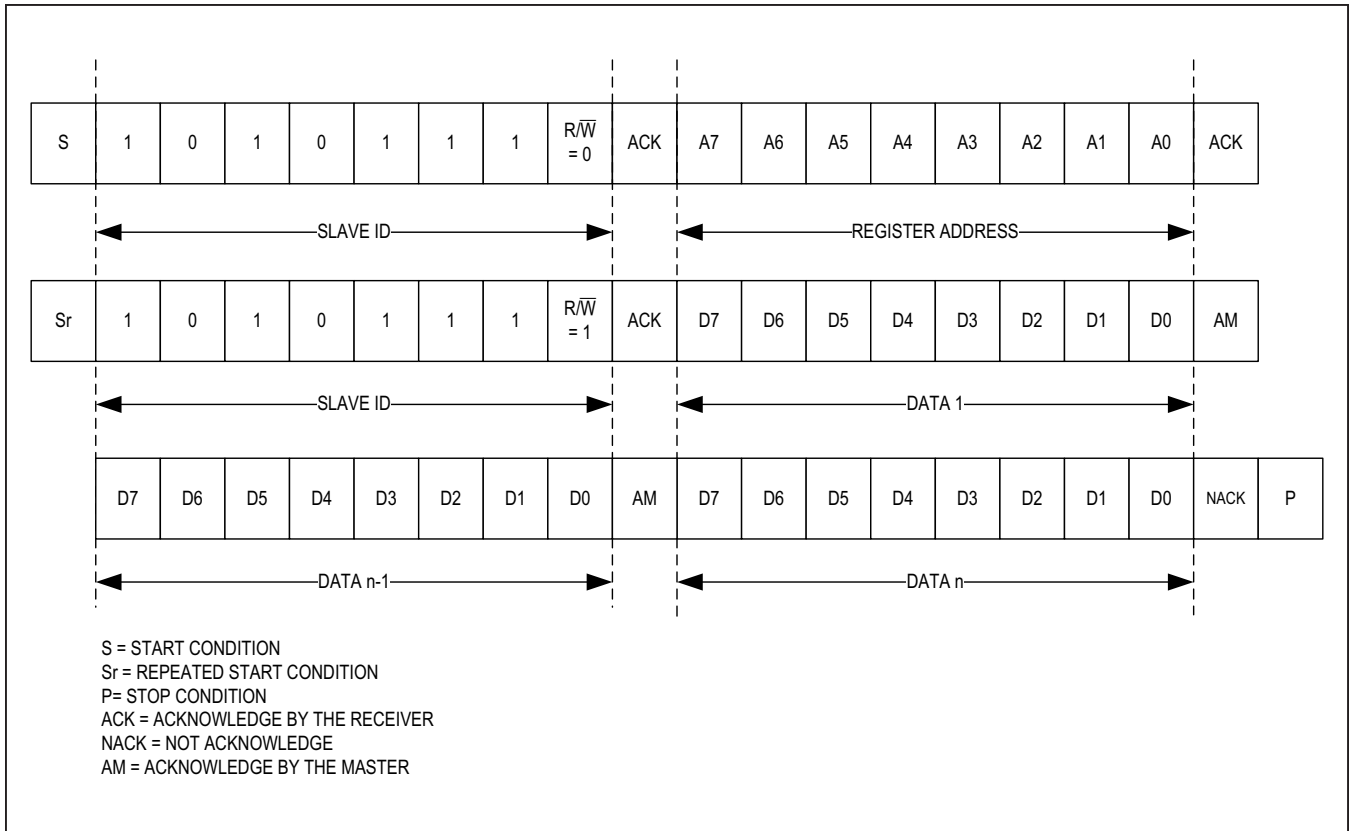 S 1 0 1 0 1 1 1 R/W̅ = 0 ACK A7 A6 A5 A4 A3 A2 A1 A0 ACK
SLAVE ID REGISTER ADDRESS
Sr 1 0 1 0 1 1 1 R/W̅ = 1 ACK D7 D6 D5 D4 D3 D2 D1 D0 AM
SLAVE ID DATA 1
D7 D6 D5 D4 D3 D2 D1 D0 AM D7 D6 D5 D4 D3 D2 D1 D0 NACK P
DATA n-1 DATA n
S = START CONDITION
Sr = REPEATED START CONDITION
P= STOP CONDITION
ACK = ACKNOWLEDGE BY THE RECEIVER
NACK = NOT ACKNOWLEDGE
AM = ACKNOWLEDGE BY THE MASTER